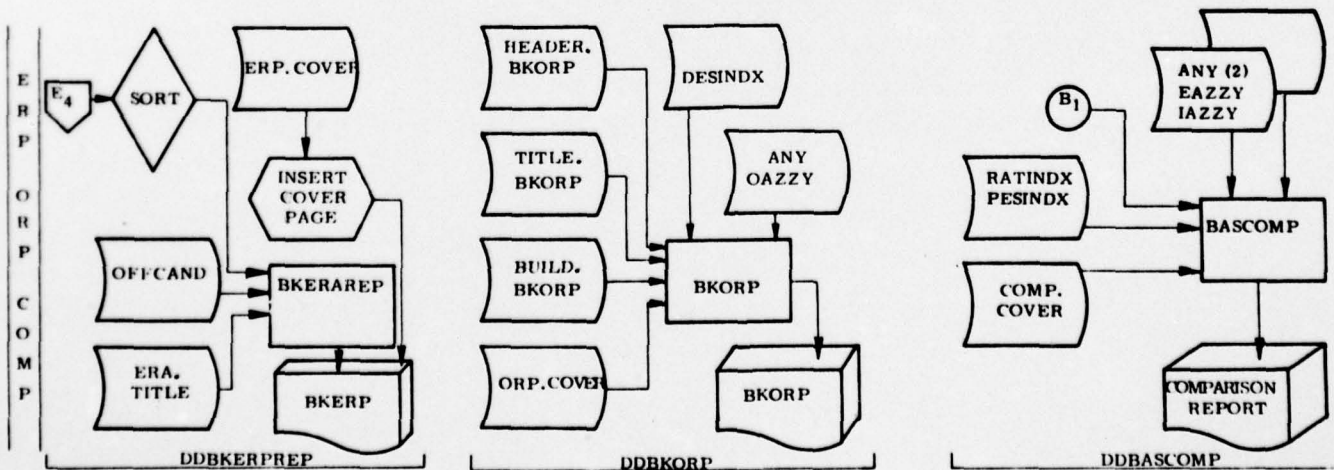 E R P O R P C O M P
E4
SORT
ERP.COVER
INSERT
COVER
PAGE
OFFCAND
BKERAREP
ERA.
TITLE
BKERP
DDBKERPREP
HEADER.
BKORP
DESINDX
TITLE.
BKORP
ANY
OAZZY
BUILD.
BKORP
BKORP
ORP.COVER
BKORP
DDBKORP
ANY (2)
EAZZY
IAZZY
B1
RATINDX
PESINDX
BASCOMP
COMP.
COVER
COMPARISON
REPORT
DDBASCOMP